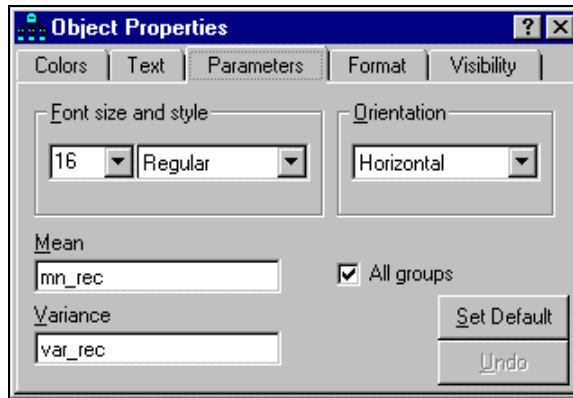 Object Properties
Colors Text Parameters Format Visibility
Font size and style Orientation
16 Regular Horizontal
Mean
mn_rec All groups
Variance Set Default
var_rec Undo